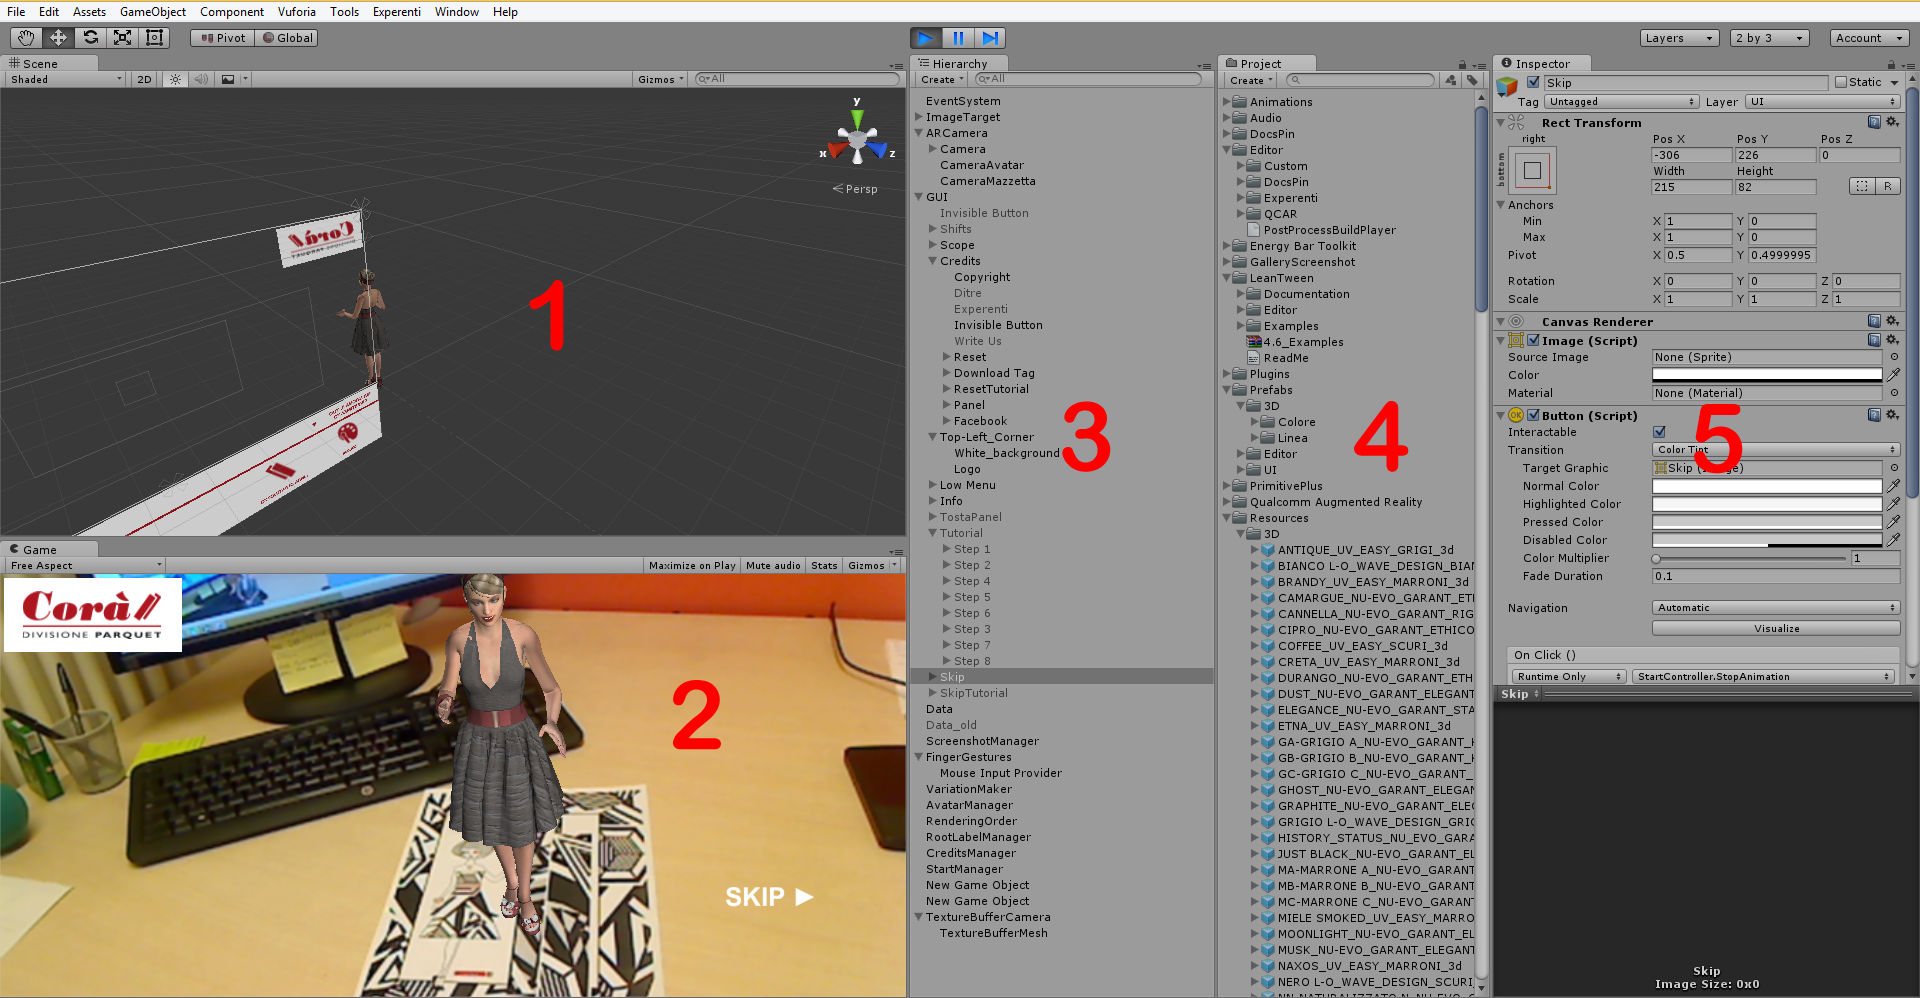 File Edit Assets GameObject Component Vuforia Tools Experenti Window Help
Pivot Global
Layers 2 by 3 Account
Scene
Shaded 2D Gizmos All
y
x z
Persp
1
Game
Free Aspect Maximize on Play Mute audio Stats Gizmos
Corà
DIVISIONE PARQUET
2
SKIP
Hierarchy
Create All
EventSystem
ImageTarget
ARCamera
Camera
CameraAvatar
CameraMazzetta
GUI
Invisible Button
Shifts
Scope
Credits
Copyright
Ditre
Experenti
Invisible Button
Write Us
Reset
Download Tag
ResetTutorial
Panel
Facebook
Top-Left_Corner
White_background
Logo
Low Menu
Info
TostaPanel
Tutorial
Step 1
Step 2
Step 4
Step 5
Step 6
Step 3
Step 7
Step 8
Skip
SkipTutorial
Data
Data_old
ScreenshotManager
FingerGestures
Mouse Input Provider
VariationMaker
AvatarManager
RenderingOrder
RootLabelManager
CreditsManager
StartManager
New Game Object
New Game Object
TextureBufferCamera
TextureBufferMesh
3
Project
Create
Animations
Audio
DocsPin
Editor
Custom
DocsPin
Experenti
QCAR
PostProcessBuildPlayer
Energy Bar Toolkit
GalleryScreenshot
LeanTween
Documentation
Editor
Examples
4.6_Examples
ReadMe
Plugins
Prefabs
3D
Colore
Linea
Editor
UI
PrimitivePlus
Qualcomm Augmented Reality
Resources
3D
ANTIQUE_UV_EASY_GRIGI_3d
BIANCO L-O_WAVE_DESIGN_BIAN
BRANDY_UV_EASY_MARRONI_3d
CAMARGUE_NU-EVO_GARANT_ETH
CANNELLA_NU-EVO_GARANT_RIG
CIPRO_NU-EVO_GARANT_ETHICO
COFFEE_UV_EASY_SCURI_3d
CRETA_UV_EASY_MARRONI_3d
DURANGO_NU-EVO_GARANT_ETH
DUST_NU-EVO_GARANT_ELEGANT
ELEGANCE_NU-EVO_GARANT_STA
ETNA_UV_EASY_MARRONI_3d
GA-GRIGIO A_NU-EVO_GARANT_
GB-GRIGIO B_NU-EVO_GARANT_
GC-GRIGIO C_NU-EVO_GARANT_
GHOST_NU-EVO_GARANT_ELEGAN
GRAPHITE_NU-EVO_GARANT_ELEG
GRIGIO L-O_WAVE_DESIGN_GRIG
HISTORY_STATUS_NU_EVO_GARA
JUST BLACK_NU-EVO_GARANT_EL
MA-MARRONE A_NU-EVO_GARANT
MB-MARRONE B_NU-EVO_GARANT
MC-MARRONE C_NU-EVO_GARANT
MIELE SMOKED_UV_EASY_MARRO
MOONLIGHT_NU-EVO_GARANT_EL
MUSK_NU-EVO_GARANT_ELEGANT
NAXOS_UV_EASY_MARRONI_3d
NERO L-O_WAVE_DESIGN_SCURI
4
Inspector
Skip Static
Tag Untagged Layer UI
Rect Transform
right
bottom
Pos X Pos Y Pos Z
-306 226 0
Width Height
215 82 R
Anchors
Min X 1 Y 0
Max X 1 Y 0
Pivot X 0.5 Y 0.4999995
Rotation X 0 Y 0 Z 0
Scale X 1 Y 1 Z 1
Canvas Renderer
Image (Script)
Source Image None (Sprite)
Color
Material None (Material)
OK Button (Script)
Interactable
Transition Color Tint
Target Graphic Skip
Normal Color
Highlighted Color
Pressed Color
Disabled Color
Color Multiplier 1
Fade Duration 0.1
Navigation Automatic
Visualize
On Click ()
Runtime Only StartController.StopAnimation
5
Skip
Skip
Image Size: 0x0